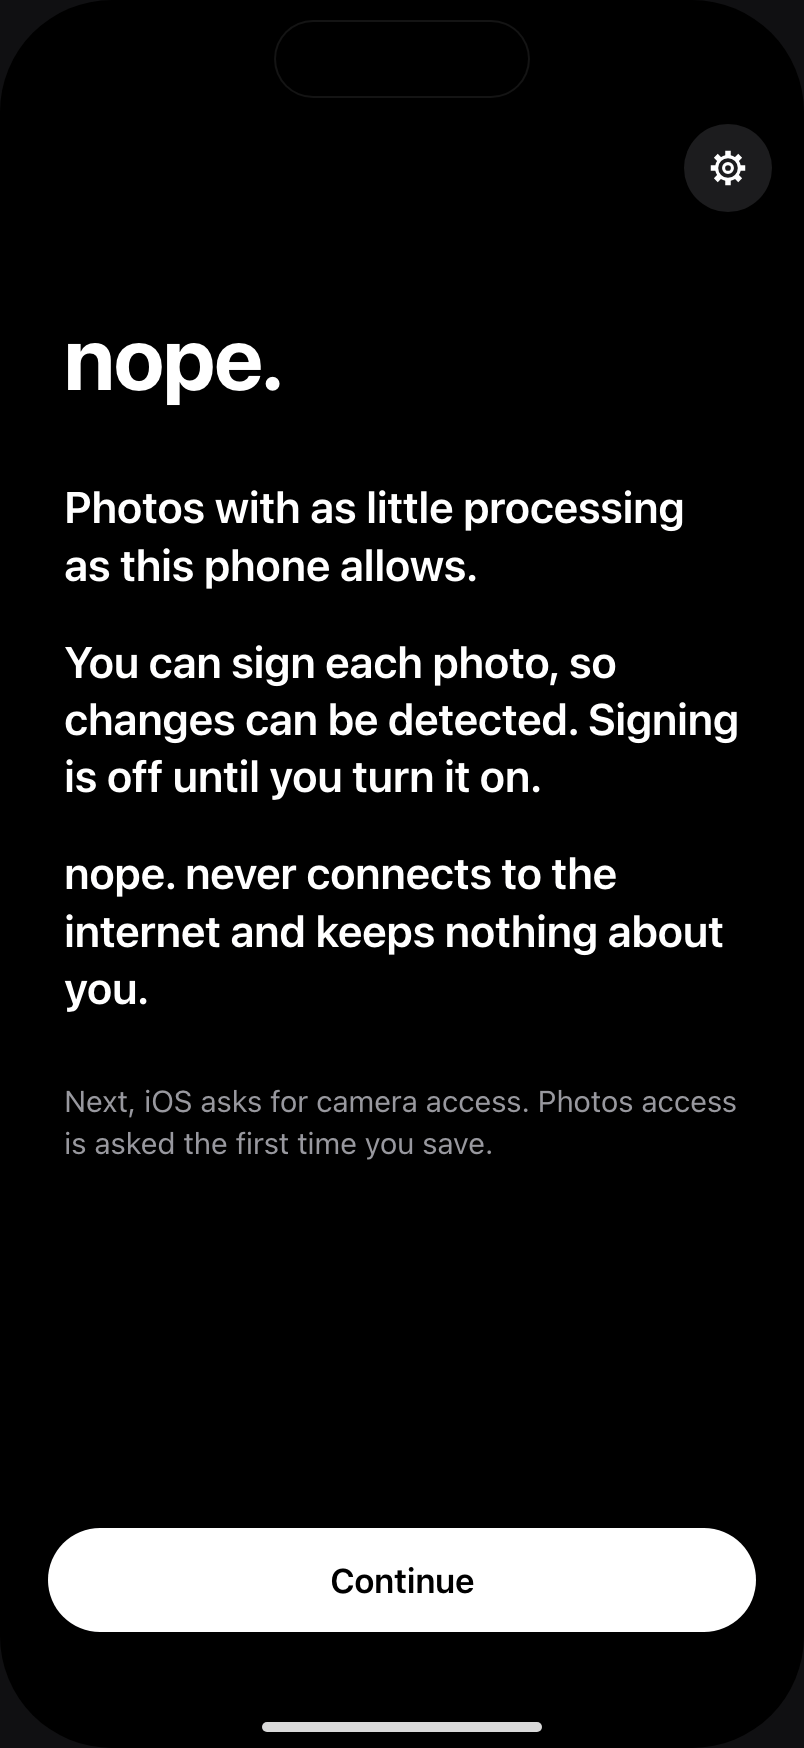 nope.
Photos with as little processing
as this phone allows.
You can sign each photo, so
changes can be detected. Signing
is off until you turn it on.
nope. never connects to the
internet and keeps nothing about
you.
Next, iOS asks for camera access. Photos access
is asked the first time you save.
Continue